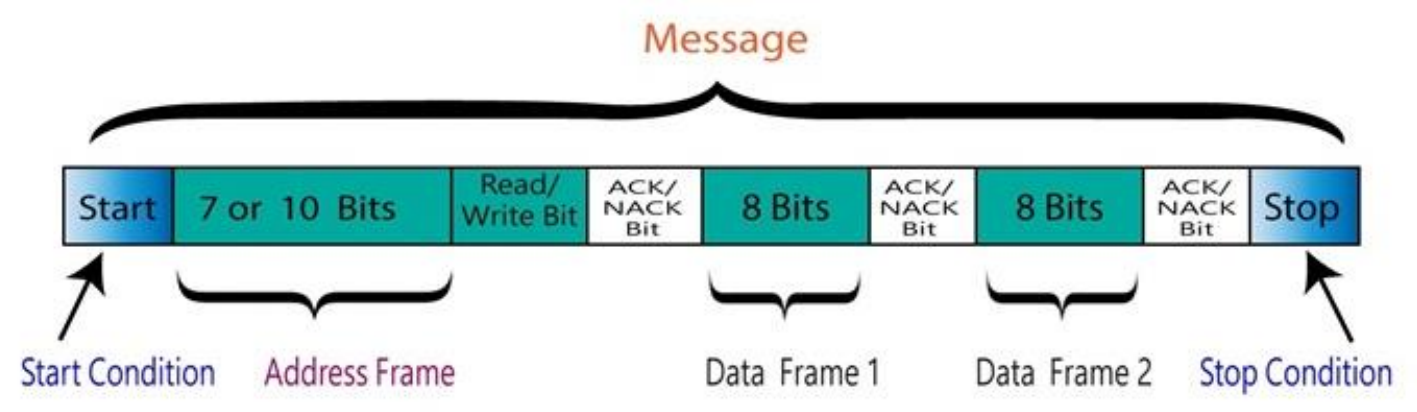 Message
Start
7 or 10 Bits
Read/
Write Bit
ACK/
NACK
Bit
8 Bits
ACK/
NACK
Bit
8 Bits
ACK/
NACK
Bit
Stop
Start Condition
Address Frame
Data Frame 1
Data Frame 2
Stop Condition